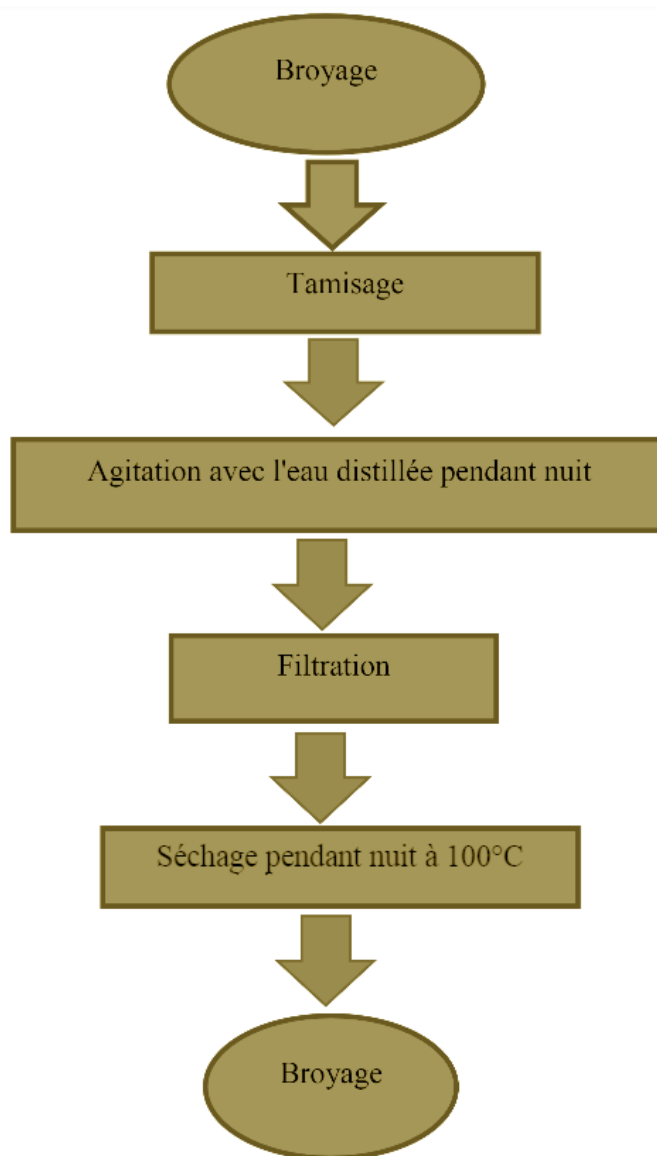 Broyage
Tamisage
Agitation avec l'eau distillée pendant nuit
Filtration
Séchage pendant nuit à 100°C
Broyage